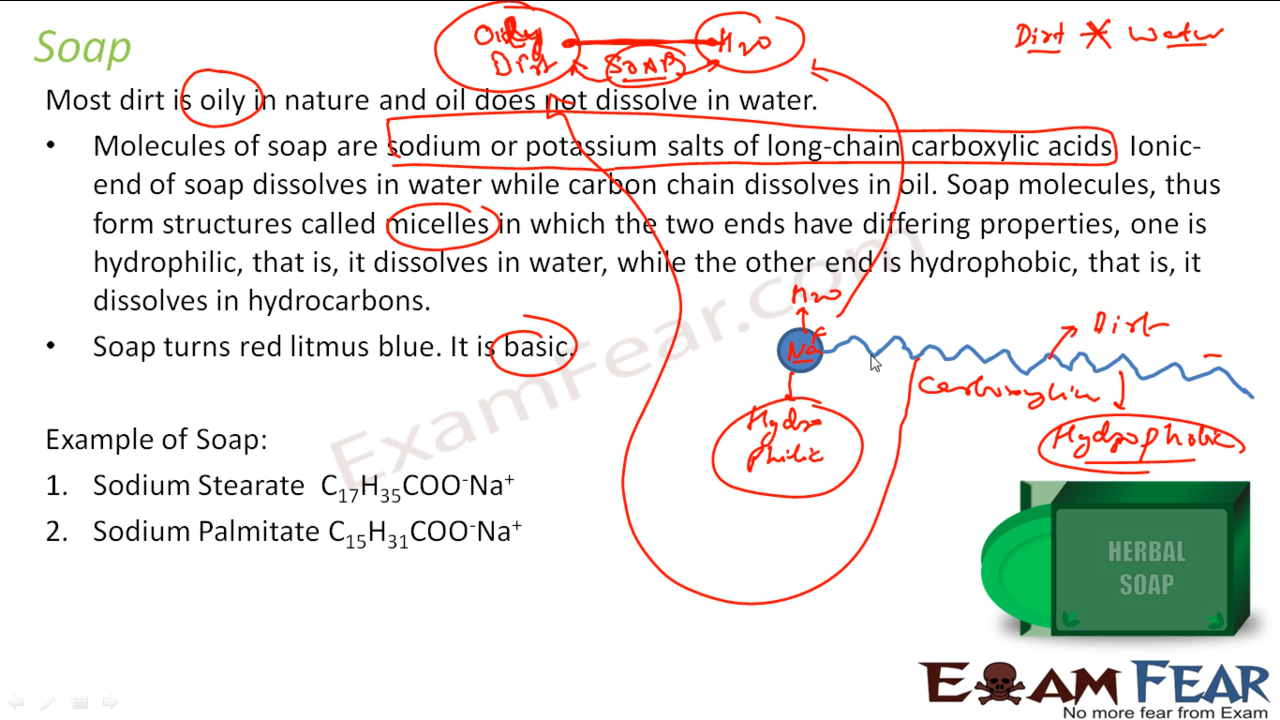 Soap
Oily
Dirt
SOAP
H2O
Dirt
Water
Most dirt is oily in nature and oil does not dissolve in water.
• Molecules of soap are sodium or potassium salts of long-chain carboxylic acids. Ionic-
end of soap dissolves in water while carbon chain dissolves in oil. Soap molecules, thus
form structures called micelles in which the two ends have differing properties, one is
hydrophilic, that is, it dissolves in water, while the other end is hydrophobic, that is, it
dissolves in hydrocarbons.
• Soap turns red litmus blue. It is basic.
H2O
Na+
Dirt
Hydro
philic
Hydrophobic
Example of Soap:
1. Sodium Stearate C₁₇H₃₅COO⁻Na⁺
2. Sodium Palmitate C₁₅H₃₁COO⁻Na⁺
HERBAL
SOAP
ExamFear.com
EXAM FEAR
No more fear from Exam